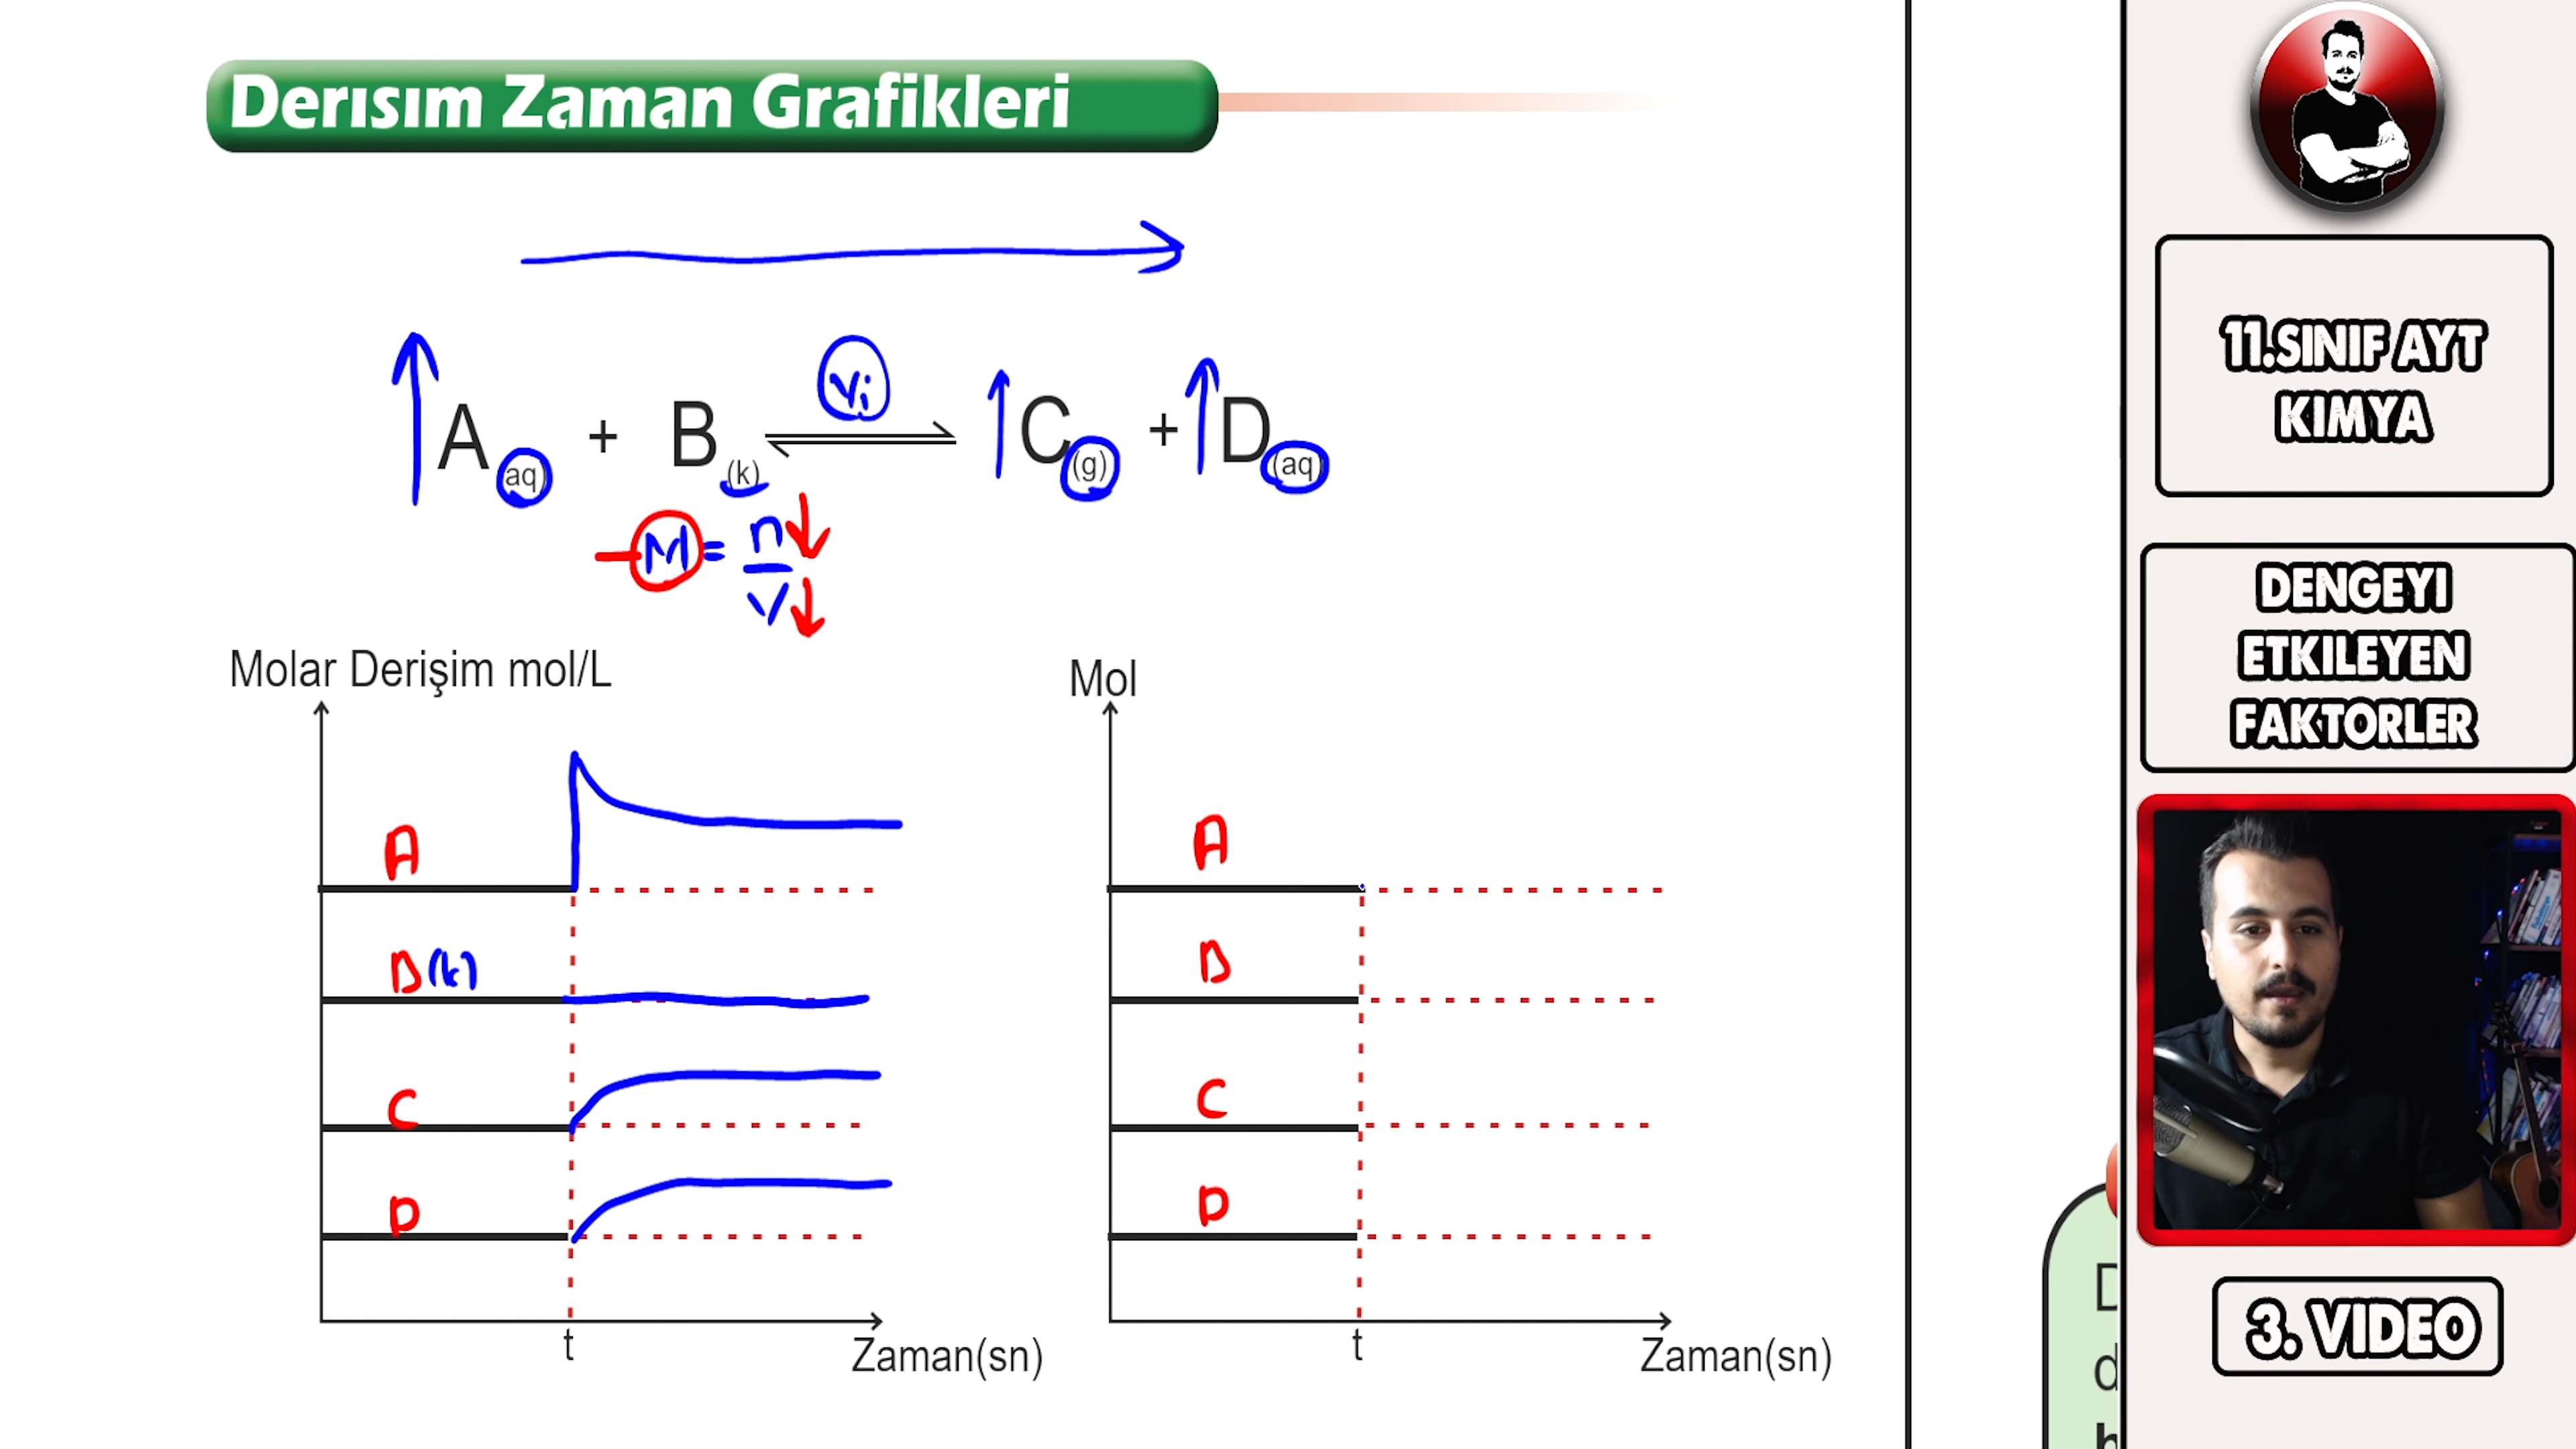 Derısım Zaman Grafikleri
Vi
A(aq) + B(k) ⇌ C(g) + D(aq)
M = n/V
Molar Derişim mol/L
A
B(k)
C
D
t
Zaman(sn)
Mol
A
B
C
D
t
Zaman(sn)
11.SINIF AYT
KIMYA
DENGEYI
ETKILEYEN
FAKTORLER
3. VIDEO